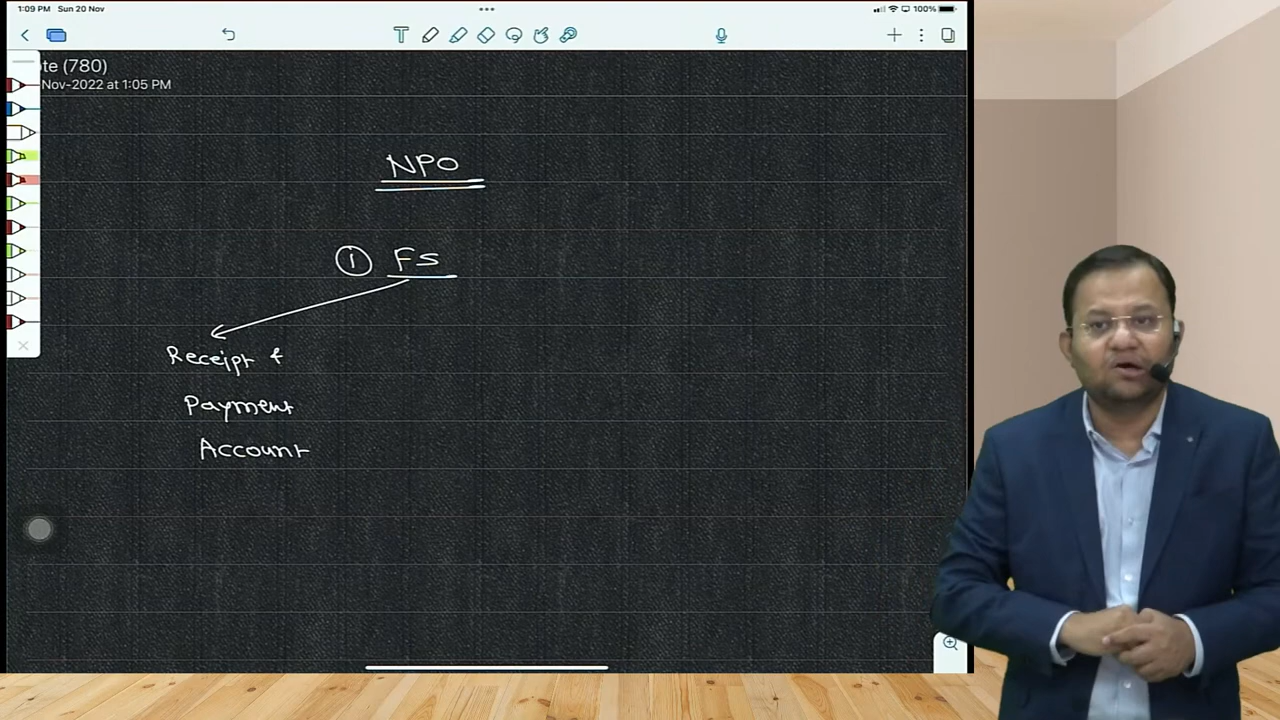 1:09 PM Sun 20 Nov
100%
te (780)
Nov-2022 at 1:05 PM
NPO
① FS
Receipt &
Payment
Account